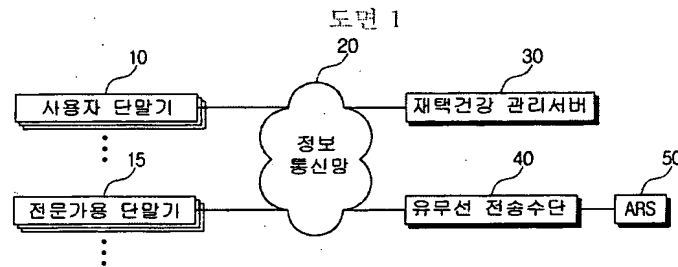 도면 1
10
20
30
사용자 단말기
재택건강 관리서버
정보
통신망
15
40
50
전문가용 단말기
유무선 전송수단
ARS